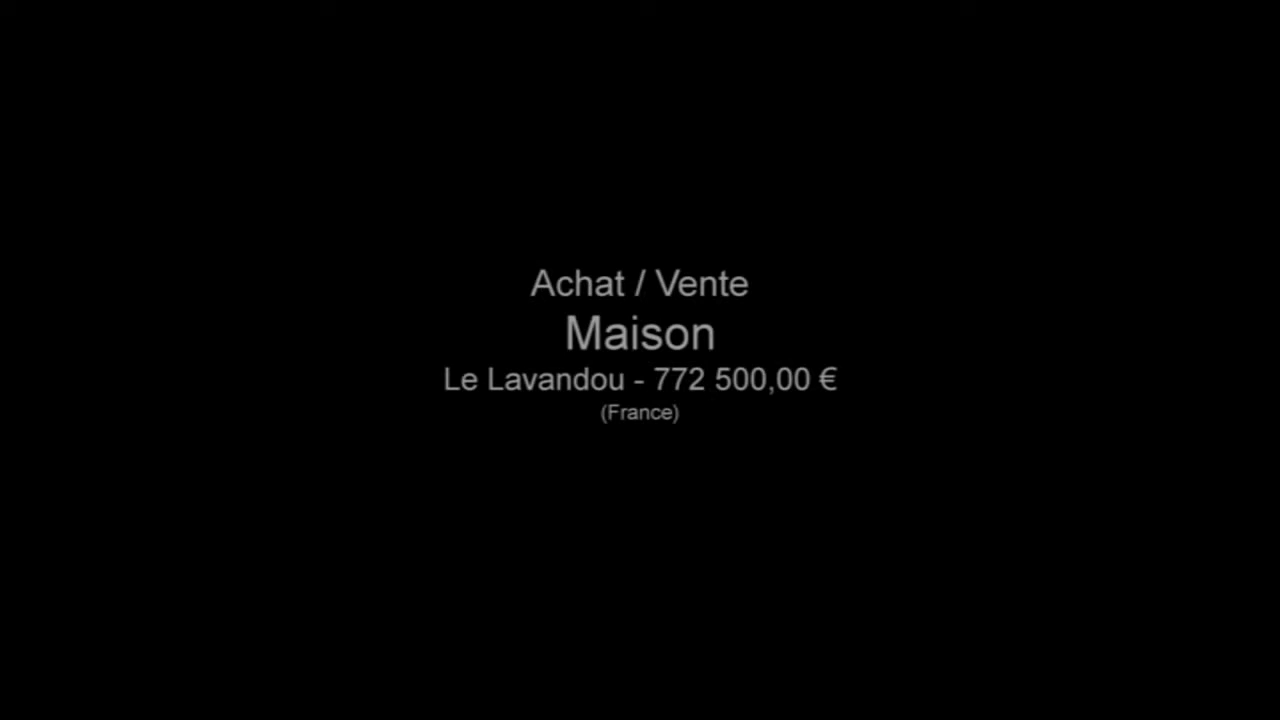 Achat / Vente
Maison
Le Lavandou - 772 500,00 €
(France)